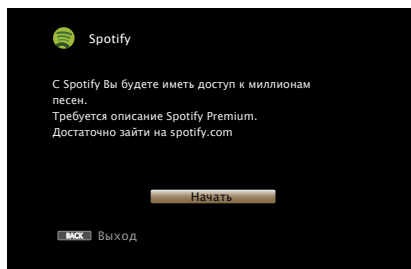 Spotify
С Spotify Вы будете иметь доступ к миллионам
песен.
Требуется описание Spotify Premium.
Достаточно зайти на spotify.com
Начать
BACK Выход